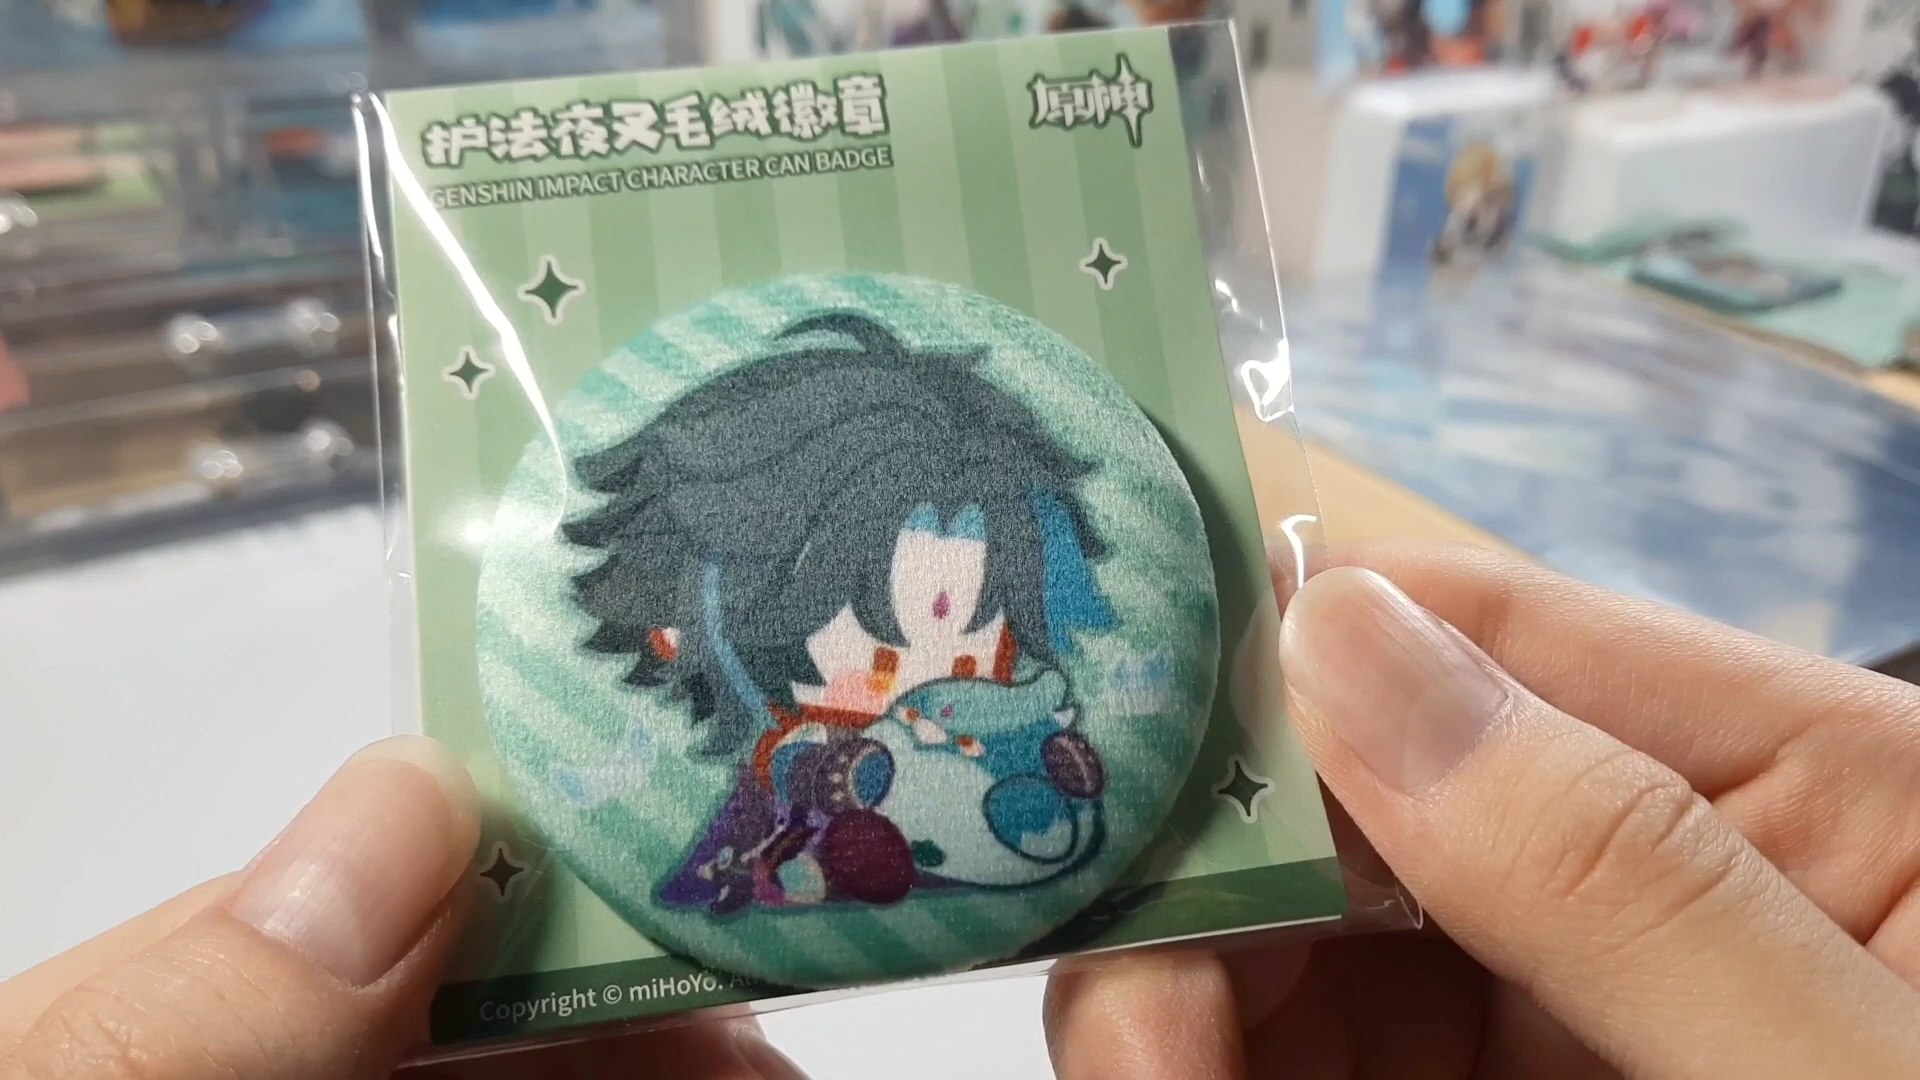 护法夜叉毛绒徽章
原神
GENSHIN IMPACT CHARACTER CAN BADGE
Copyright © miHoYo.